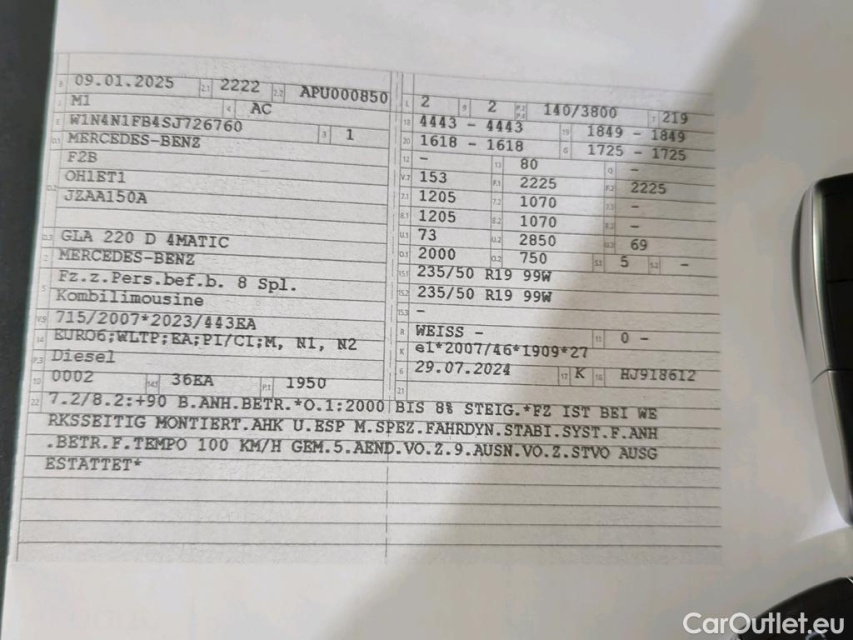 09.01.2025 2222 APU000850
M1 AC
W1N4N1FB4SJ726760 1
MERCEDES-BENZ
F2B
OH1ET1
JZAA150A
GLA 220 D 4MATIC
MERCEDES-BENZ
Fz.z.Pers.bef.b. 8 Spl.
Kombilimousine
715/2007*2023/443EA
EURO6;WLTP;EA;PI/CI;M, N1, N2
Diesel
0002 36EA 1950
2 2 140/3800 219
4443 - 4443 1849 - 1849
1618 - 1618 1725 - 1725
- 80 -
153 2225 2225
1205 1070 -
1205 1070 -
73 2850 69
2000 750 5 -
235/50 R19 99W
235/50 R19 99W
-
WEISS - 0 -
e1*2007/46*1909*27
29.07.2024 K HJ918612
7.2/8.2:+90 B.ANH.BETR.*O.1:2000 BIS 8% STEIG.*FZ IST BEI WE
RKSSEITIG MONTIERT.AHK U.ESP M.SPEZ.FAHRDYN.STABI.SYST.F.ANH
.BETR.F.TEMPO 100 KM/H GEM.5.AEND.VO.Z.9.AUSN.VO.Z.STVO AUSG
ESTATTET*
CarOutlet.eu